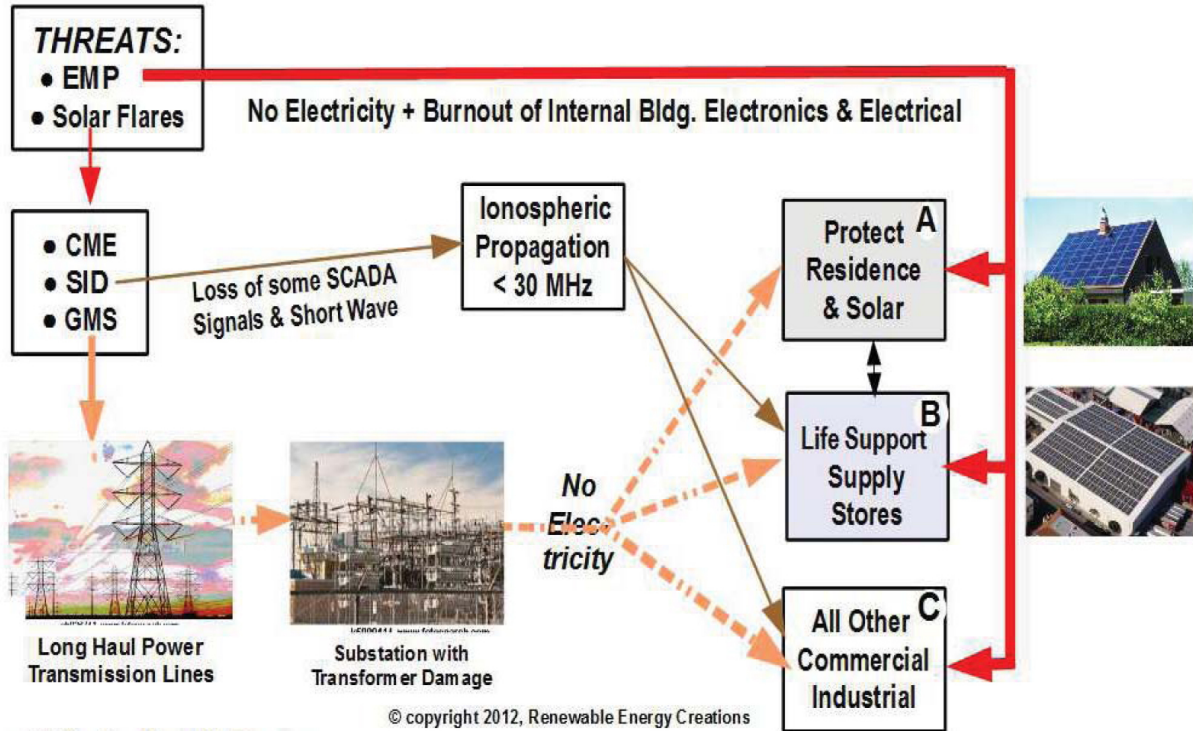 THREATS:
● EMP
● Solar Flares
No Electricity + Burnout of Internal Bldg. Electronics & Electrical
● CME
● SID
● GMS
Loss of some SCADA
Signals & Short Wave
Ionospheric
Propagation
< 30 MHz
A
Protect
Residence
& Solar
B
Life Support
Supply
Stores
No
Elec-
tricity
C
All Other
Commercial
Industrial
Long Haul Power
Transmission Lines
Substation with
Transformer Damage
© copyright 2012, Renewable Energy Creations